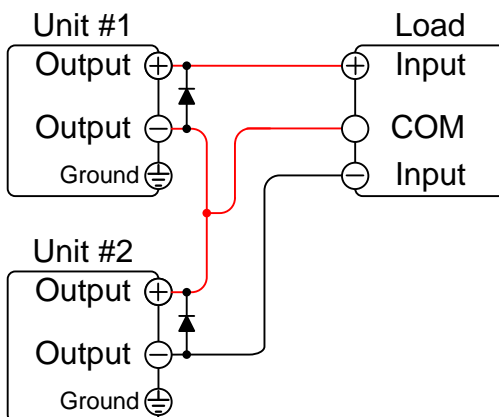 Unit #1
Load
Output
Input
Output
COM
Ground
Input
Unit #2
Output
Output
Ground